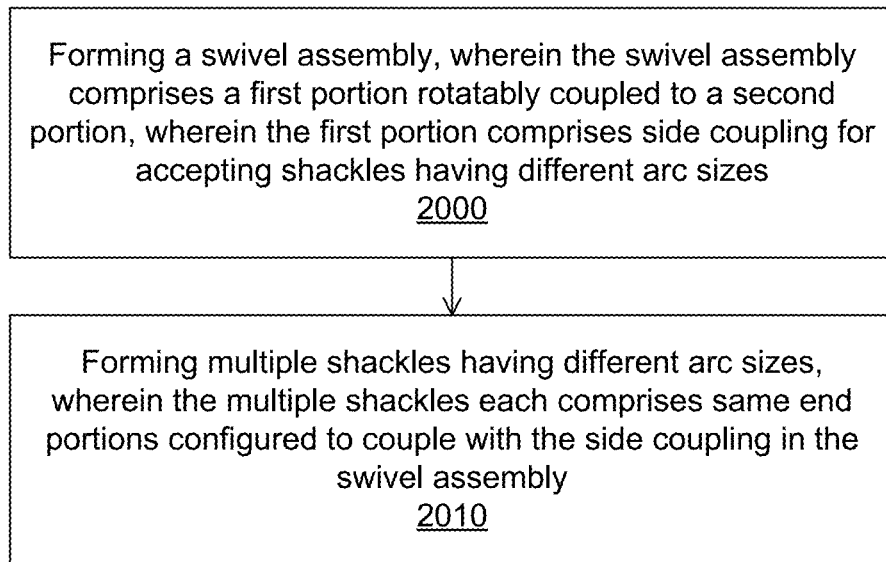 Forming a swivel assembly, wherein the swivel assembly
comprises a first portion rotatably coupled to a second
portion, wherein the first portion comprises side coupling for
accepting shackles having different arc sizes
2000
Forming multiple shackles having different arc sizes,
wherein the multiple shackles each comprises same end
portions configured to couple with the side coupling in the
swivel assembly
2010